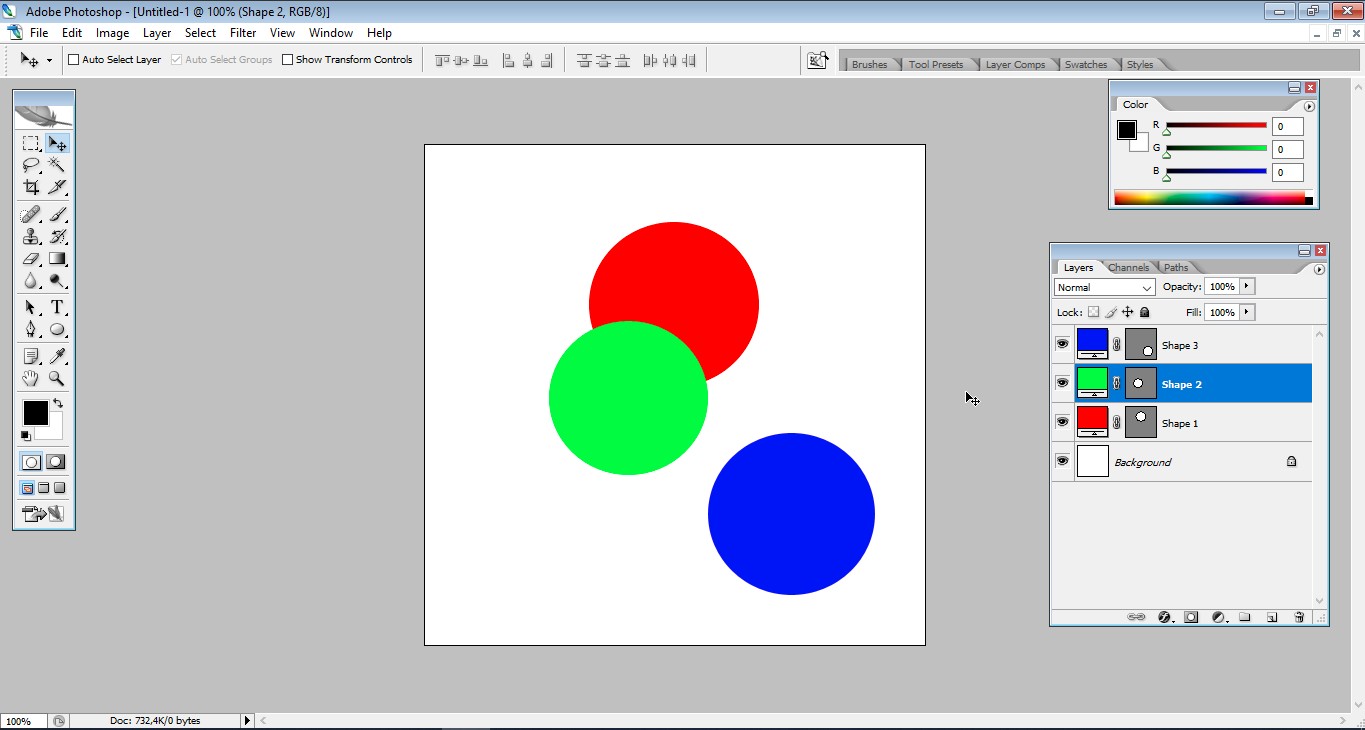 Adobe Photoshop - [Untitled-1 @ 100% (Shape 2, RGB/8)]
File Edit Image Layer Select Filter View Window Help
Auto Select Layer Auto Select Groups Show Transform Controls
Brushes Tool Presets Layer Comps Swatches Styles
Color
R 0
G 0
B 0
Layers Channels Paths
Normal Opacity: 100%
Lock: Fill: 100%
Shape 3
Shape 2
Shape 1
Background
T
100% Doc: 732,4K/0 bytes